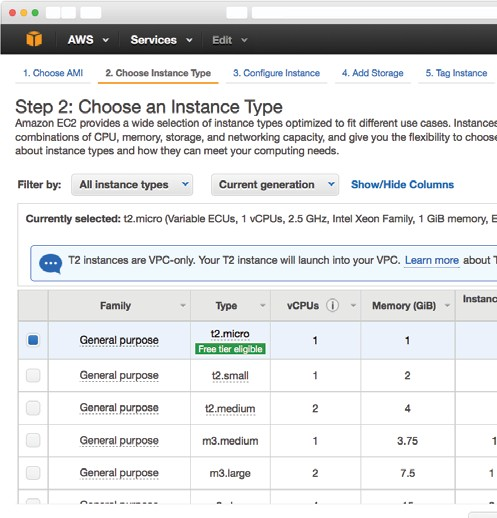 AWS Services Edit
1. Choose AMI 2. Choose Instance Type 3. Configure Instance 4. Add Storage 5. Tag Instance
Step 2: Choose an Instance Type
Amazon EC2 provides a wide selection of instance types optimized to fit different use cases. Instances
combinations of CPU, memory, storage, and networking capacity, and give you the flexibility to choose
about instance types and how they can meet your computing needs.
Filter by: All instance types Current generation Show/Hide Columns
Currently selected: t2.micro (Variable ECUs, 1 vCPUs, 2.5 GHz, Intel Xeon Family, 1 GiB memory, E
T2 instances are VPC-only. Your T2 instance will launch into your VPC. Learn more about T
Family Type vCPUs i Memory (GiB) Instanc
General purpose t2.micro 1 1
Free tier eligible
General purpose t2.small 1 2
General purpose t2.medium 2 4
General purpose m3.medium 1 3.75 1
General purpose m3.large 2 7.5 1
General purpose